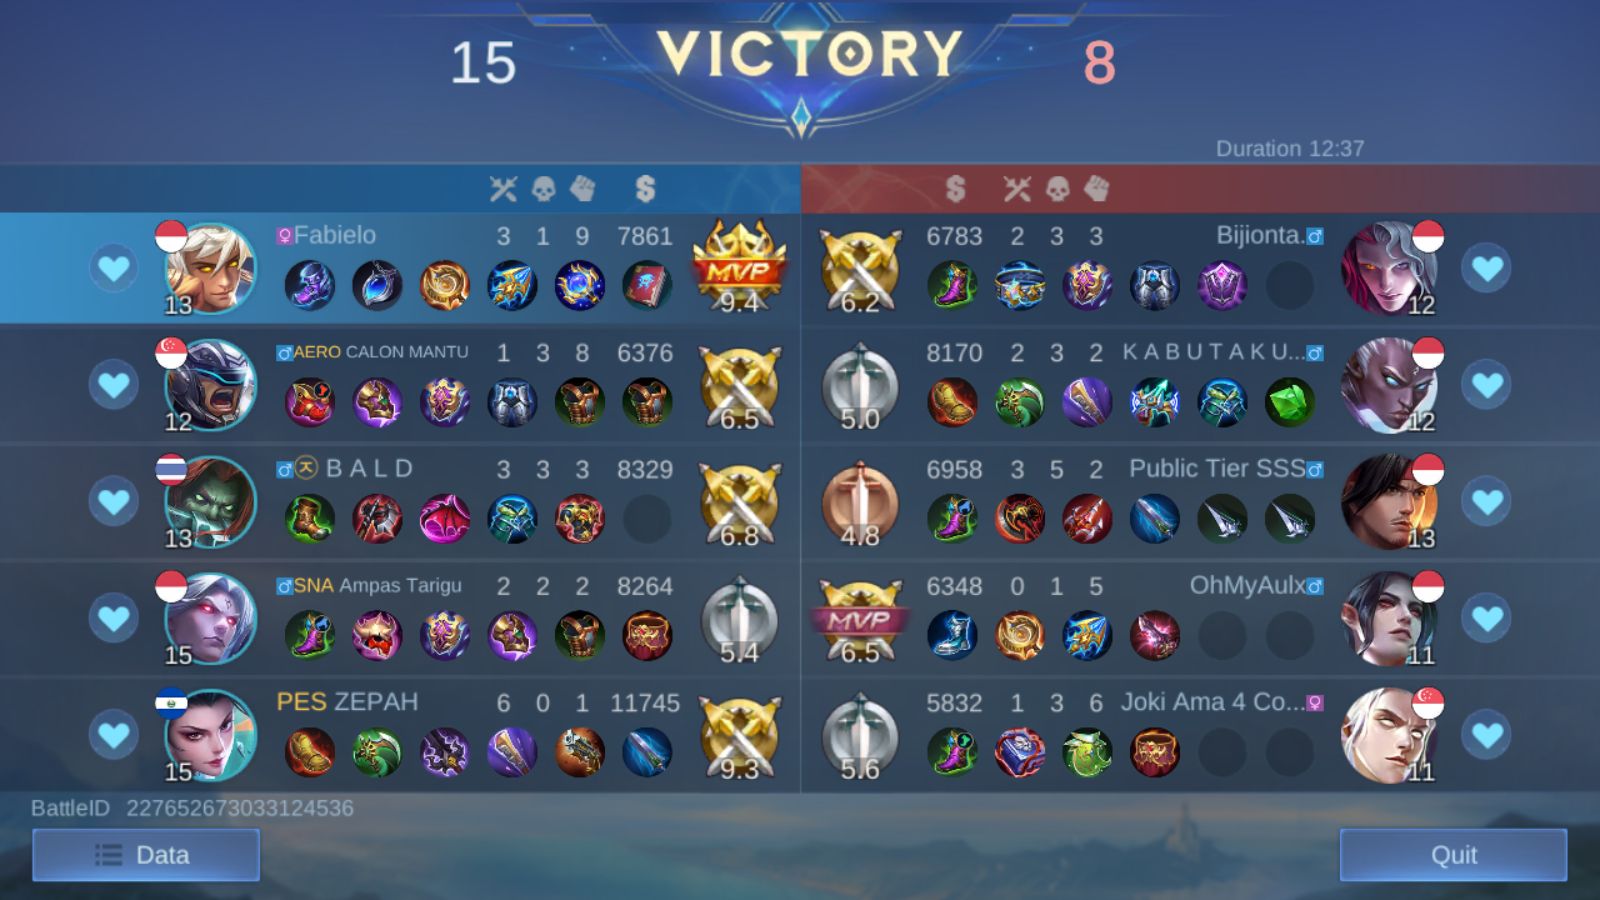 15 VICTORY 8
Duration 12:37
Fabielo 3 1 9 7861 MVP 9.4 13
6783 2 3 3 Bijionta. 6.2 12
AERO CALON MANTU 1 3 8 6376 6.5 12
8170 2 3 2 K A B U T A K U... 5.0 12
ㅈ B A L D 3 3 3 8329 6.8 13
6958 3 5 2 Public Tier SSS 4.8 13
SNA Ampas Tarigu 2 2 2 8264 5.4 15
6348 0 1 5 OhMyAulx MVP 6.5 11
PES ZEPAH 6 0 1 11745 9.3 15
5832 1 3 6 Joki Ama 4 Co... 5.6 11
BattleID 227652673033124536
Data
Quit